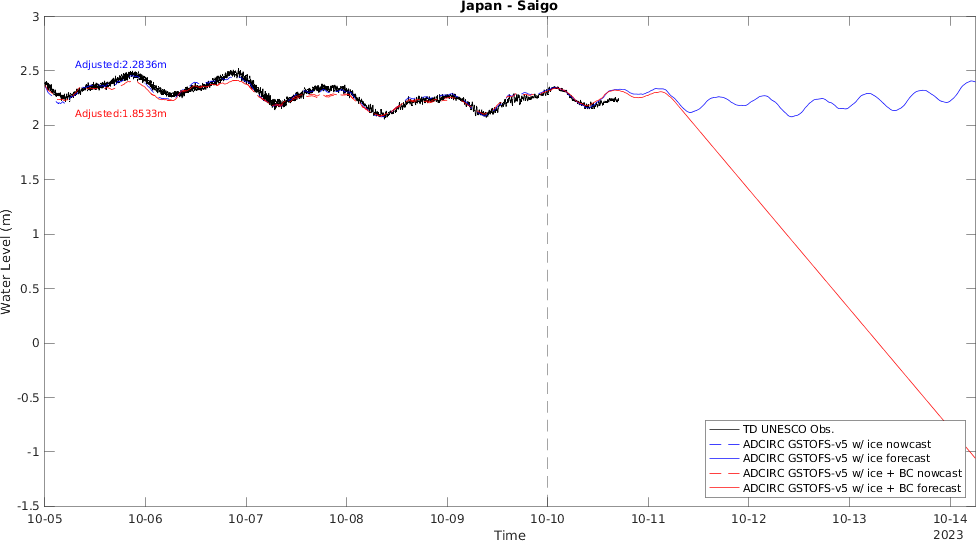 Japan - Saigo
3
2.5
2
1.5
1
0.5
0
-0.5
-1
-1.5
Water Level (m)
Adjusted:2.2836m
Adjusted:1.8533m
TD UNESCO Obs.
ADCIRC GSTOFS-v5 w/ ice nowcast
ADCIRC GSTOFS-v5 w/ ice forecast
ADCIRC GSTOFS-v5 w/ ice + BC nowcast
ADCIRC GSTOFS-v5 w/ ice + BC forecast
10-05 10-06 10-07 10-08 10-09 10-10 10-11 10-12 10-13 10-14
Time
2023